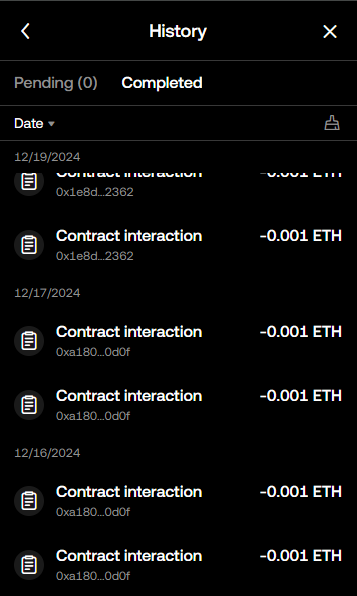 History
Pending (0) Completed
Date
12/19/2024
Contract interaction -0.001 ETH
0x1e8d...2362
Contract interaction -0.001 ETH
0x1e8d...2362
12/17/2024
Contract interaction -0.001 ETH
0xa180...0d0f
Contract interaction -0.001 ETH
0xa180...0d0f
12/16/2024
Contract interaction -0.001 ETH
0xa180...0d0f
Contract interaction -0.001 ETH
0xa180...0d0f